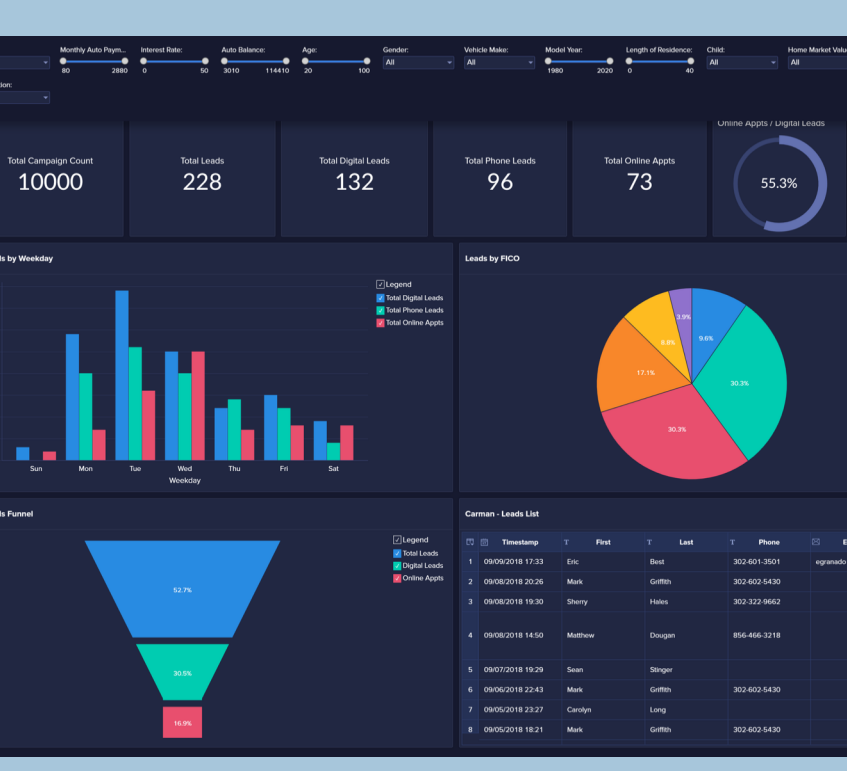 Monthly Auto Paym... Interest Rate: Auto Balance: Age: Gender: Vehicle Make: Model Year: Length of Residence: Child: Home Market Valu
All All All All
80 2880 0 50 3010 114410 20 100 1980 2020 0 40
ion:
Total Campaign Count
10000
Total Leads
228
Total Digital Leads
132
Total Phone Leads
96
Total Online Appts
73
Online Appts / Digital Leads
55.3%
ds by Weekday
Legend
Total Digital Leads
Total Phone Leads
Total Online Appts
Sun Mon Tue Wed Thu Fri Sat
Weekday
Leads by FICO
3.9%
9.6%
8.8%
17.1%
30.3%
30.3%
ds Funnel
Legend
Total Leads
Digital Leads
Online Appts
52.7%
30.5%
16.9%
Carman - Leads List
Timestamp T First T Last T Phone E
1 09/09/2018 17:33 Eric Best 302-601-3501 egranado
2 09/08/2018 20:26 Mark Griffith 302-602-5430
3 09/08/2018 19:30 Sherry Hales 302-322-9662
4 09/08/2018 14:50 Matthew Dougan 856-466-3218
5 09/07/2018 19:29 Sean Stinger
6 09/06/2018 22:43 Mark Griffith 302-602-5430
7 09/05/2018 23:27 Carolyn Long
8 09/05/2018 18:21 Mark Griffith 302-602-5430